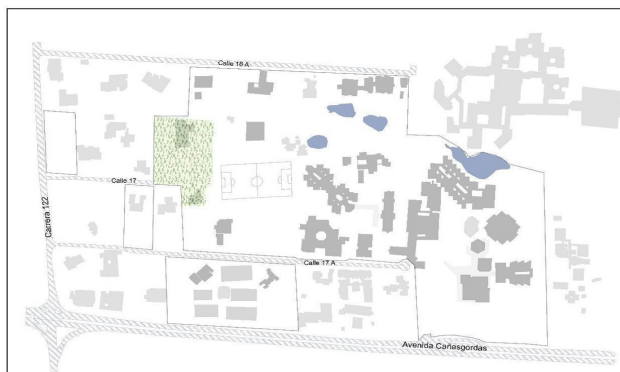 Calle 18 A
Calle 17
Carrera 122
Calle 17 A
Avenida Cañasgordas